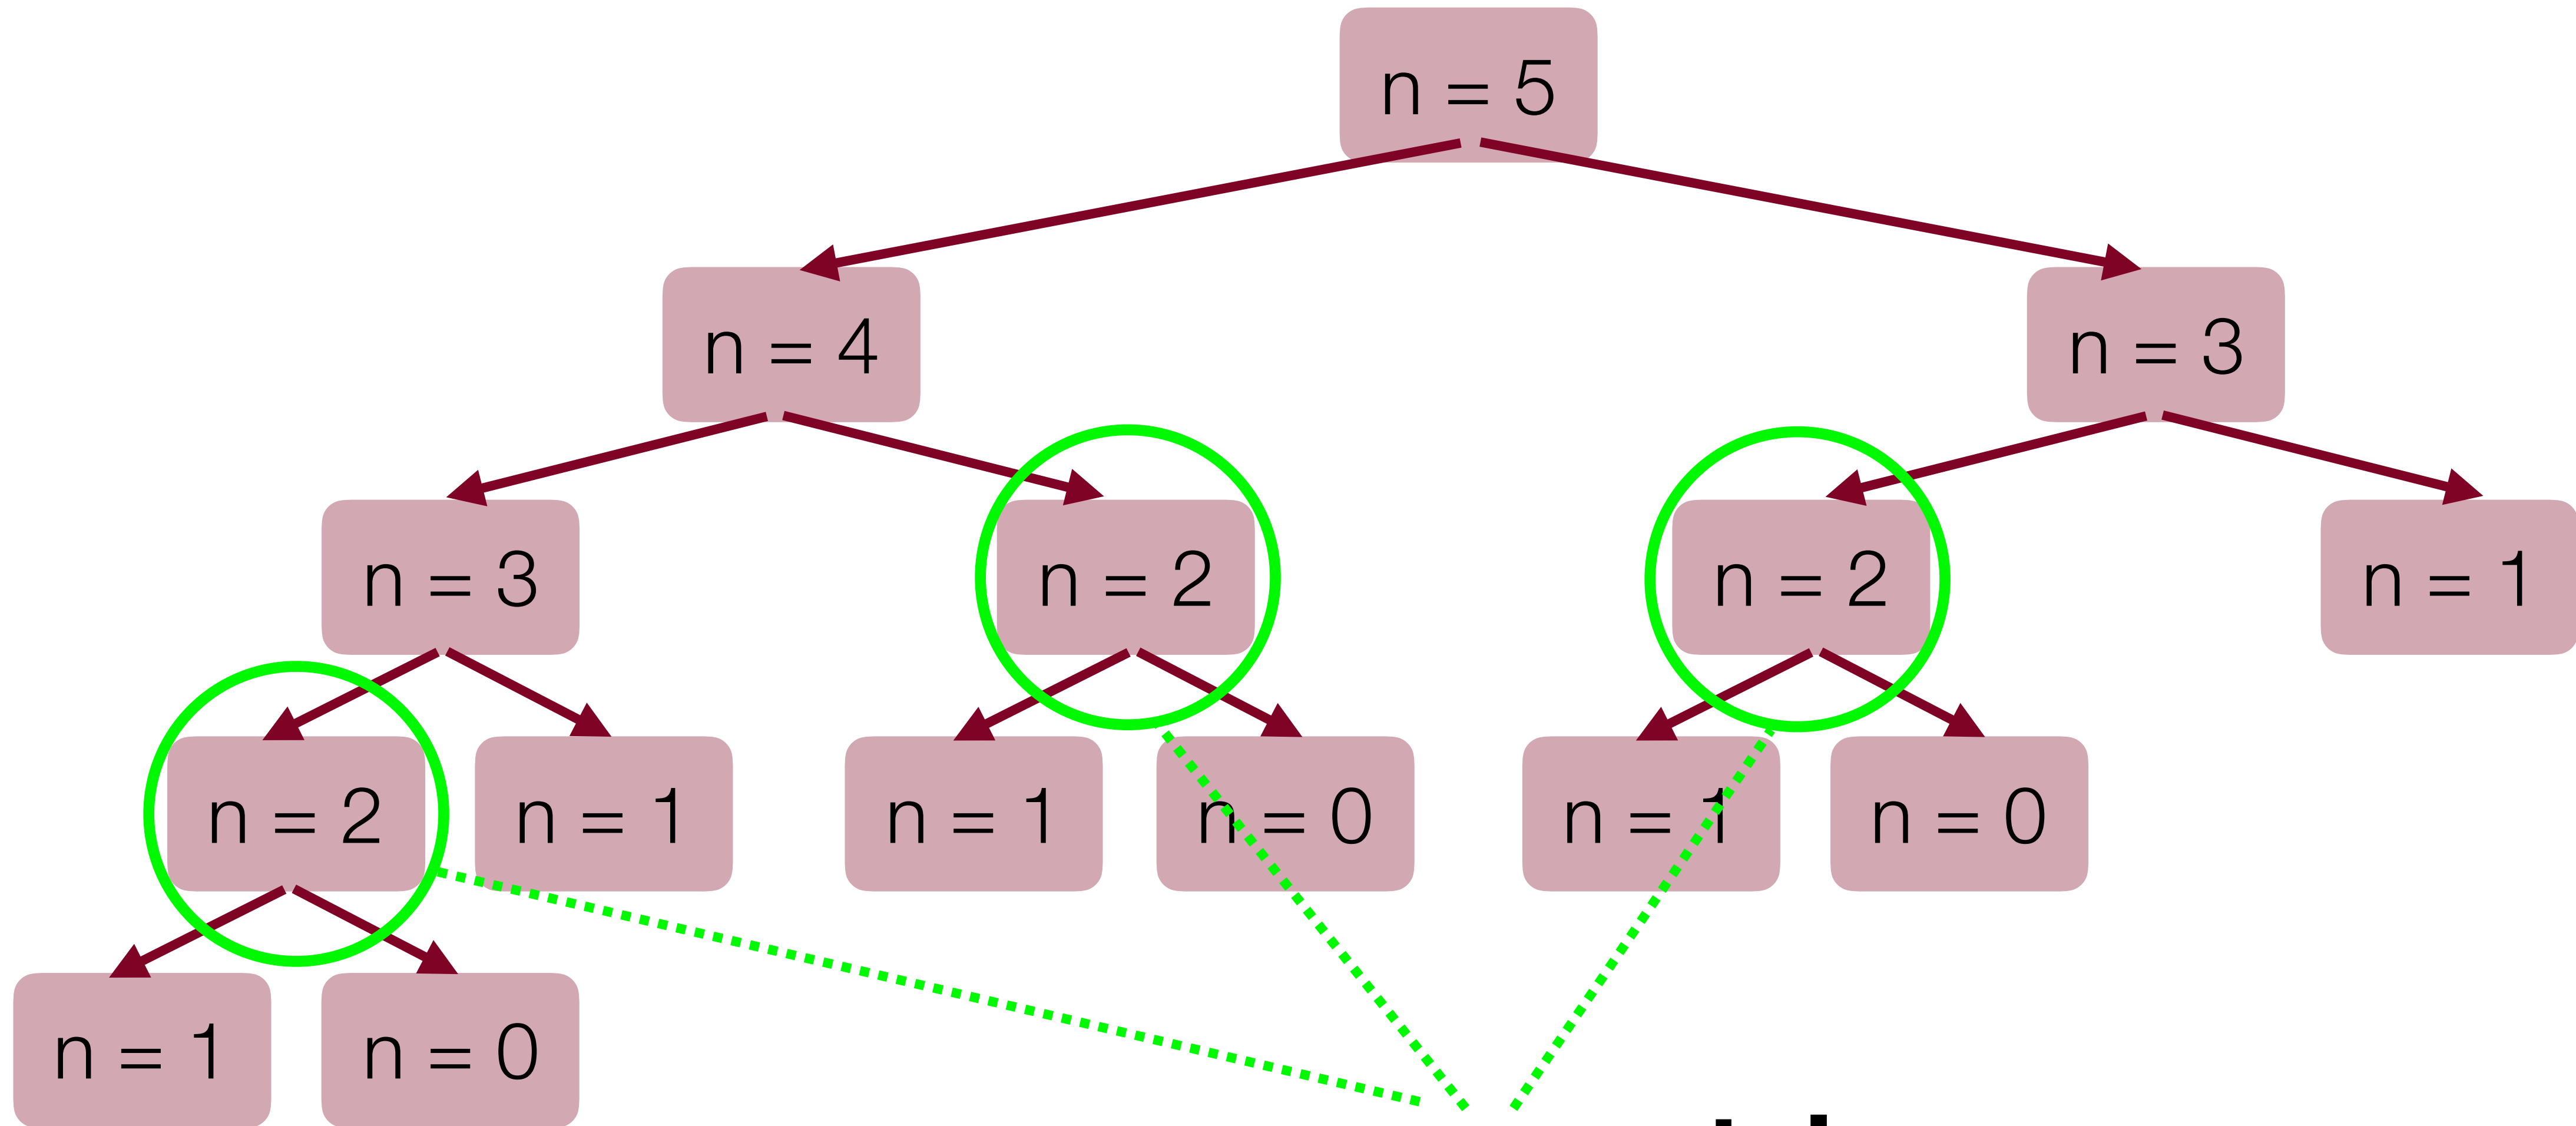 n = 5
n = 4
n = 3
n = 3
n = 2
n = 2
n = 1
n = 2
n = 1
n = 1
n = 0
n = 1
n = 0
n = 1
n = 0